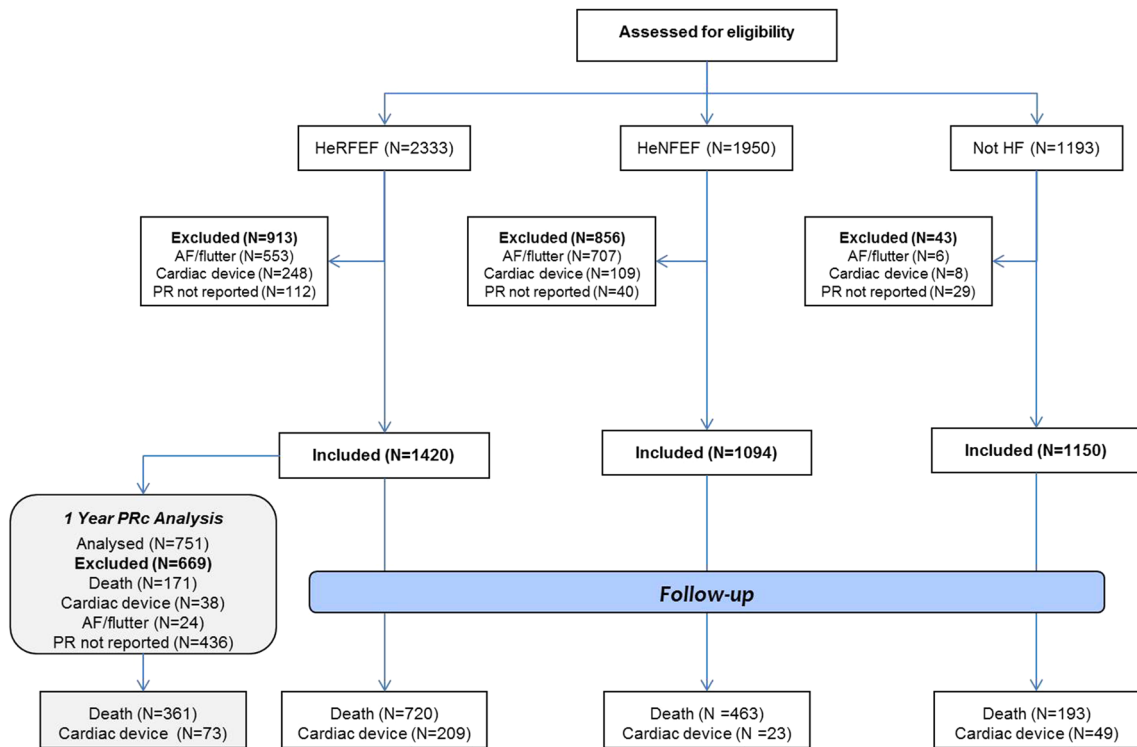 Assessed for eligibility
HeRFEF (N=2333)
HeNFEF (N=1950)
Not HF (N=1193)
Excluded (N=913)
AF/flutter (N=553)
Cardiac device (N=248)
PR not reported (N=112)
Excluded (N=856)
AF/flutter (N=707)
Cardiac device (N=109)
PR not reported (N=40)
Excluded (N=43)
AF/flutter (N=6)
Cardiac device (N=8)
PR not reported (N=29)
Included (N=1420)
Included (N=1094)
Included (N=1150)
1 Year PRc Analysis
Analysed (N=751)
Excluded (N=669)
Death (N=171)
Cardiac device (N=38)
AF/flutter (N=24)
PR not reported (N=436)
Follow-up
Death (N=361)
Cardiac device (N=73)
Death (N=720)
Cardiac device (N=209)
Death (N =463)
Cardiac device (N =23)
Death (N=193)
Cardiac device (N=49)